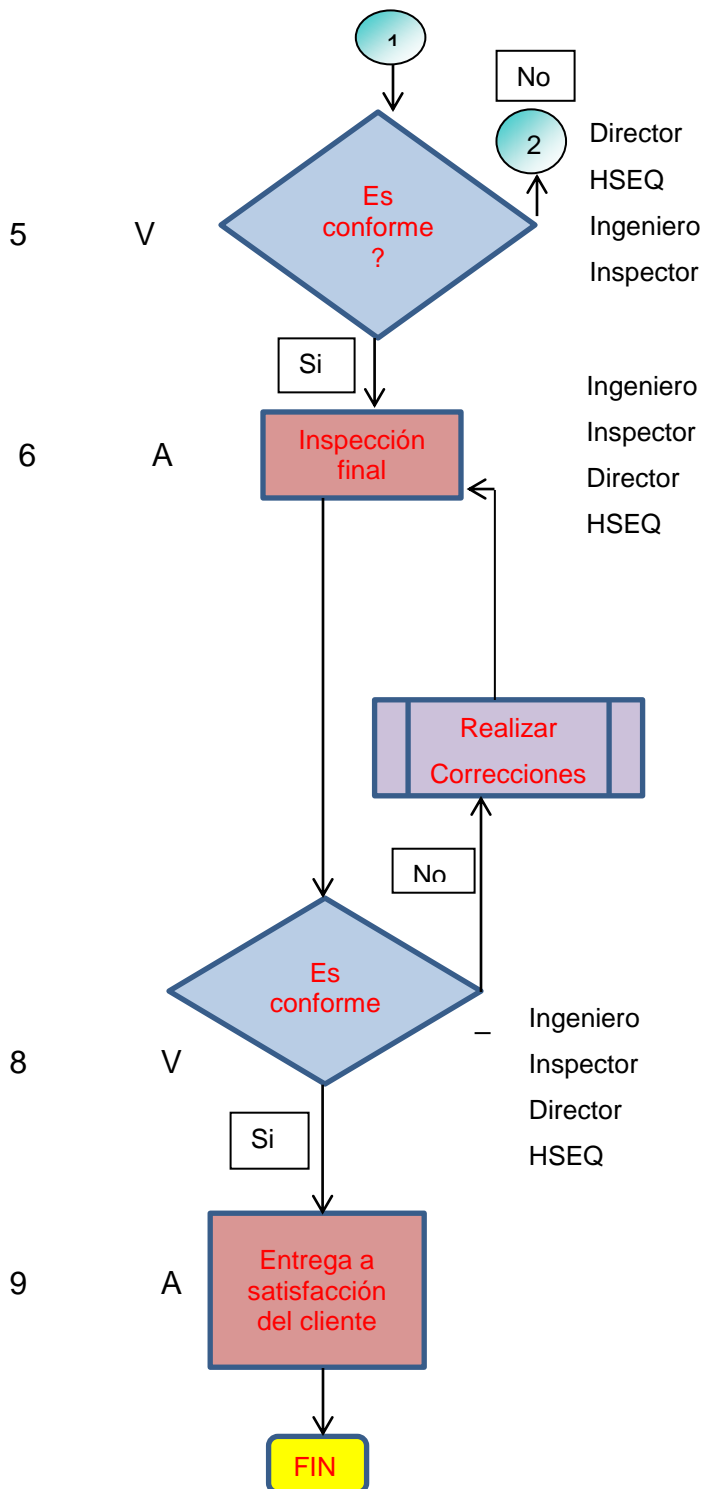 1
No
2
Director
HSEQ
Ingeniero
Inspector
5
V
Es
conforme
?
Si
6
A
Inspección
final
Ingeniero
Inspector
Director
HSEQ
Realizar
Correcciones
No
Es
conforme
8
V
_
Ingeniero
Inspector
Director
HSEQ
Si
9
A
Entrega a
satisfacción
del cliente
FIN